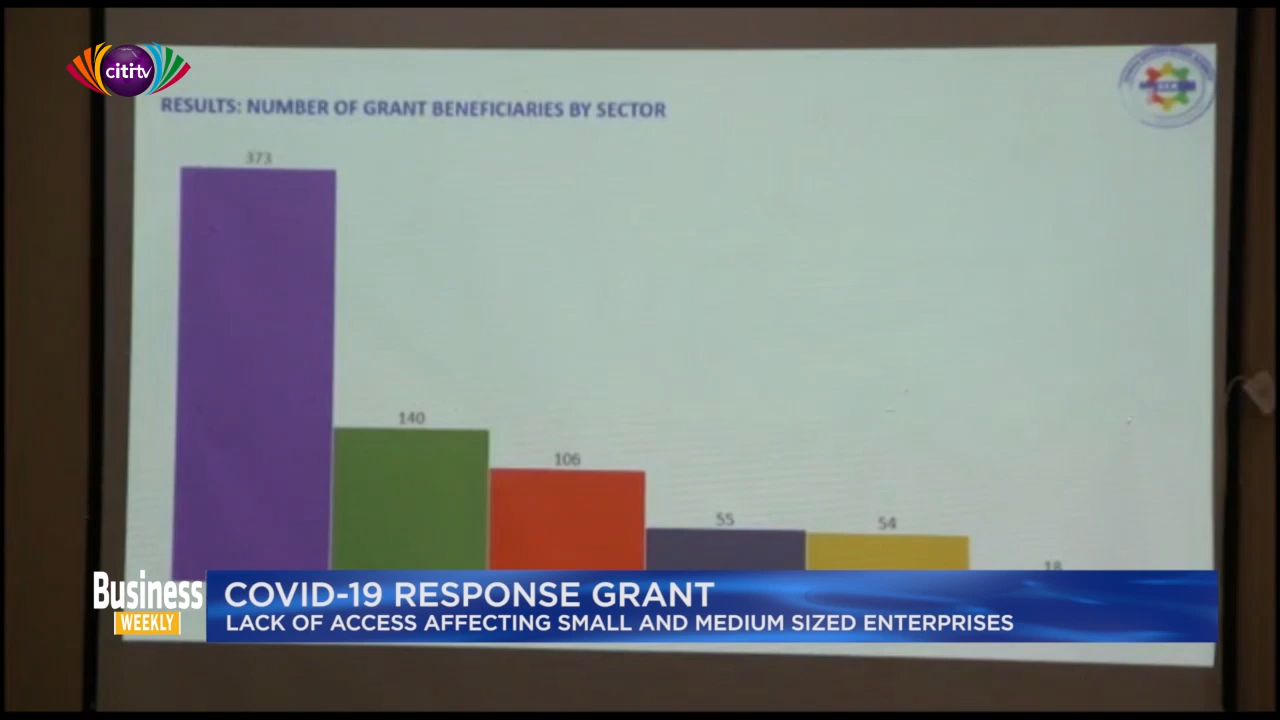 citi tv
RESULTS: NUMBER OF GRANT BENEFICIARIES BY SECTOR
373
140
106
55
54
18
Business
WEEKLY
COVID-19 RESPONSE GRANT
LACK OF ACCESS AFFECTING SMALL AND MEDIUM SIZED ENTERPRISES